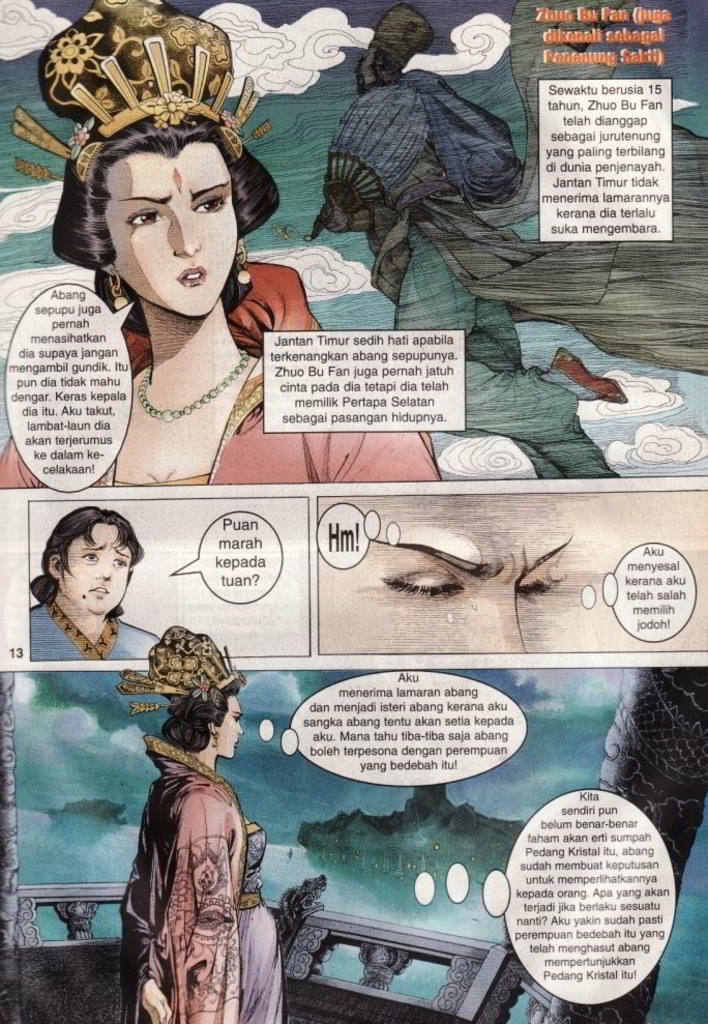 Zhuo Bu Fan (juga
dikenali sebagai
Penenung Sakti)
Sewaktu berusia 15
tahun, Zhuo Bu Fan
telah dianggap
sebagai jurutenung
yang paling terbilang
di dunia penjenayah.
Jantan Timur tidak
menerima lamarannya
kerana dia terlalu
suka mengembara.
Abang
sepupu juga
pernah
menasihatkan
dia supaya jangan
mengambil gundik. Itu
pun dia tidak mahu
dengar. Keras kepala
dia itu. Aku takut,
lambat-laun dia
akan terjerumus
ke dalam ke-
celakaan!
Jantan Timur sedih hati apabila
terkenangkan abang sepupunya.
Zhuo Bu Fan juga pernah jatuh
cinta pada dia tetapi dia telah
memilik Pertapa Selatan
sebagai pasangan hidupnya.
Puan
marah
kepada
tuan?
Hm!
Aku
menyesal
kerana aku
telah salah
memilih
jodoh!
13
Aku
menerima lamaran abang
dan menjadi isteri abang kerana aku
sangka abang tentu akan setia kepada
aku. Mana tahu tiba-tiba saja abang
boleh terpesona dengan perempuan
yang bedebah itu!
Kita
sendiri pun
belum benar-benar
faham akan erti sumpah
Pedang Kristal itu, abang
sudah membuat keputusan
untuk memperlihatkannya
kepada orang. Apa yang akan
terjadi jika berlaku sesuatu
nanti? Aku yakin sudah pasti
perempuan bedebah itu yang
telah menghasut abang
mempertunjukkan
Pedang Kristal itu!